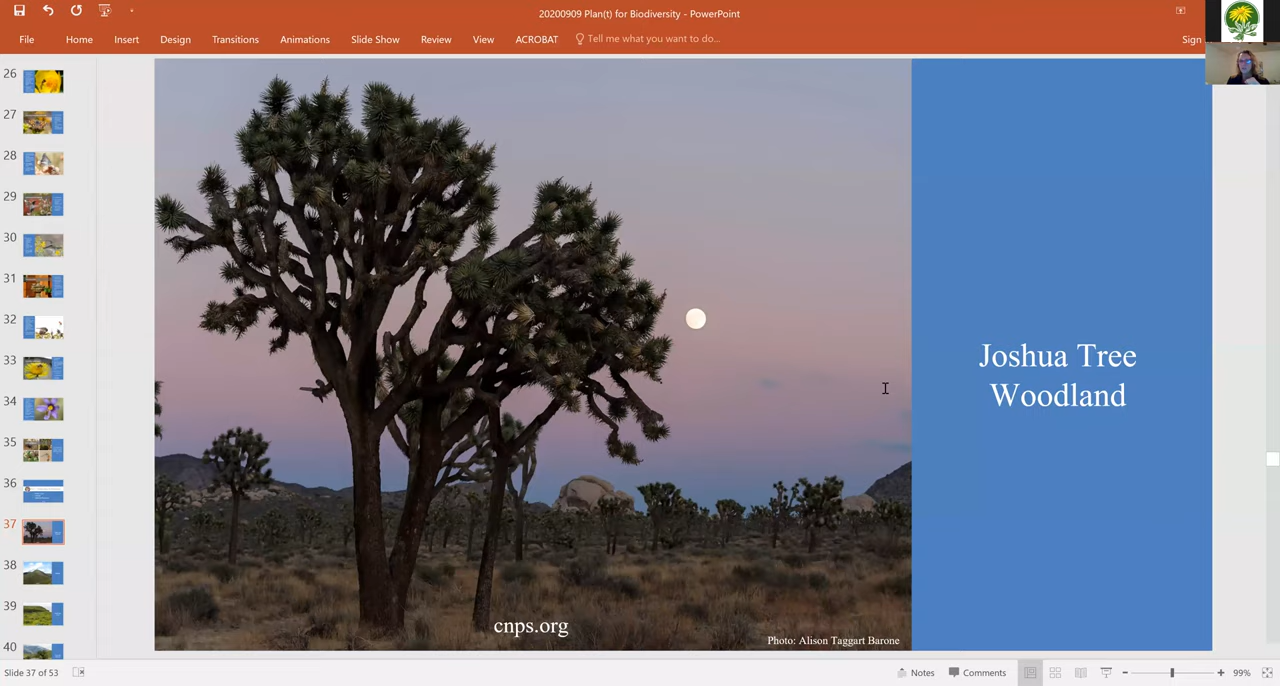 20200909 Plan(t) for Biodiversity - PowerPoint
File Home Insert Design Transitions Animations Slide Show Review View ACROBAT Tell me what you want to do... Sign
26
27
28
29
30
31
32
33
34
35
36
37
38
39
40
Joshua Tree
Woodland
cnps.org
Photo: Alison Taggart Barone
Slide 37 of 53 Notes Comments 99%